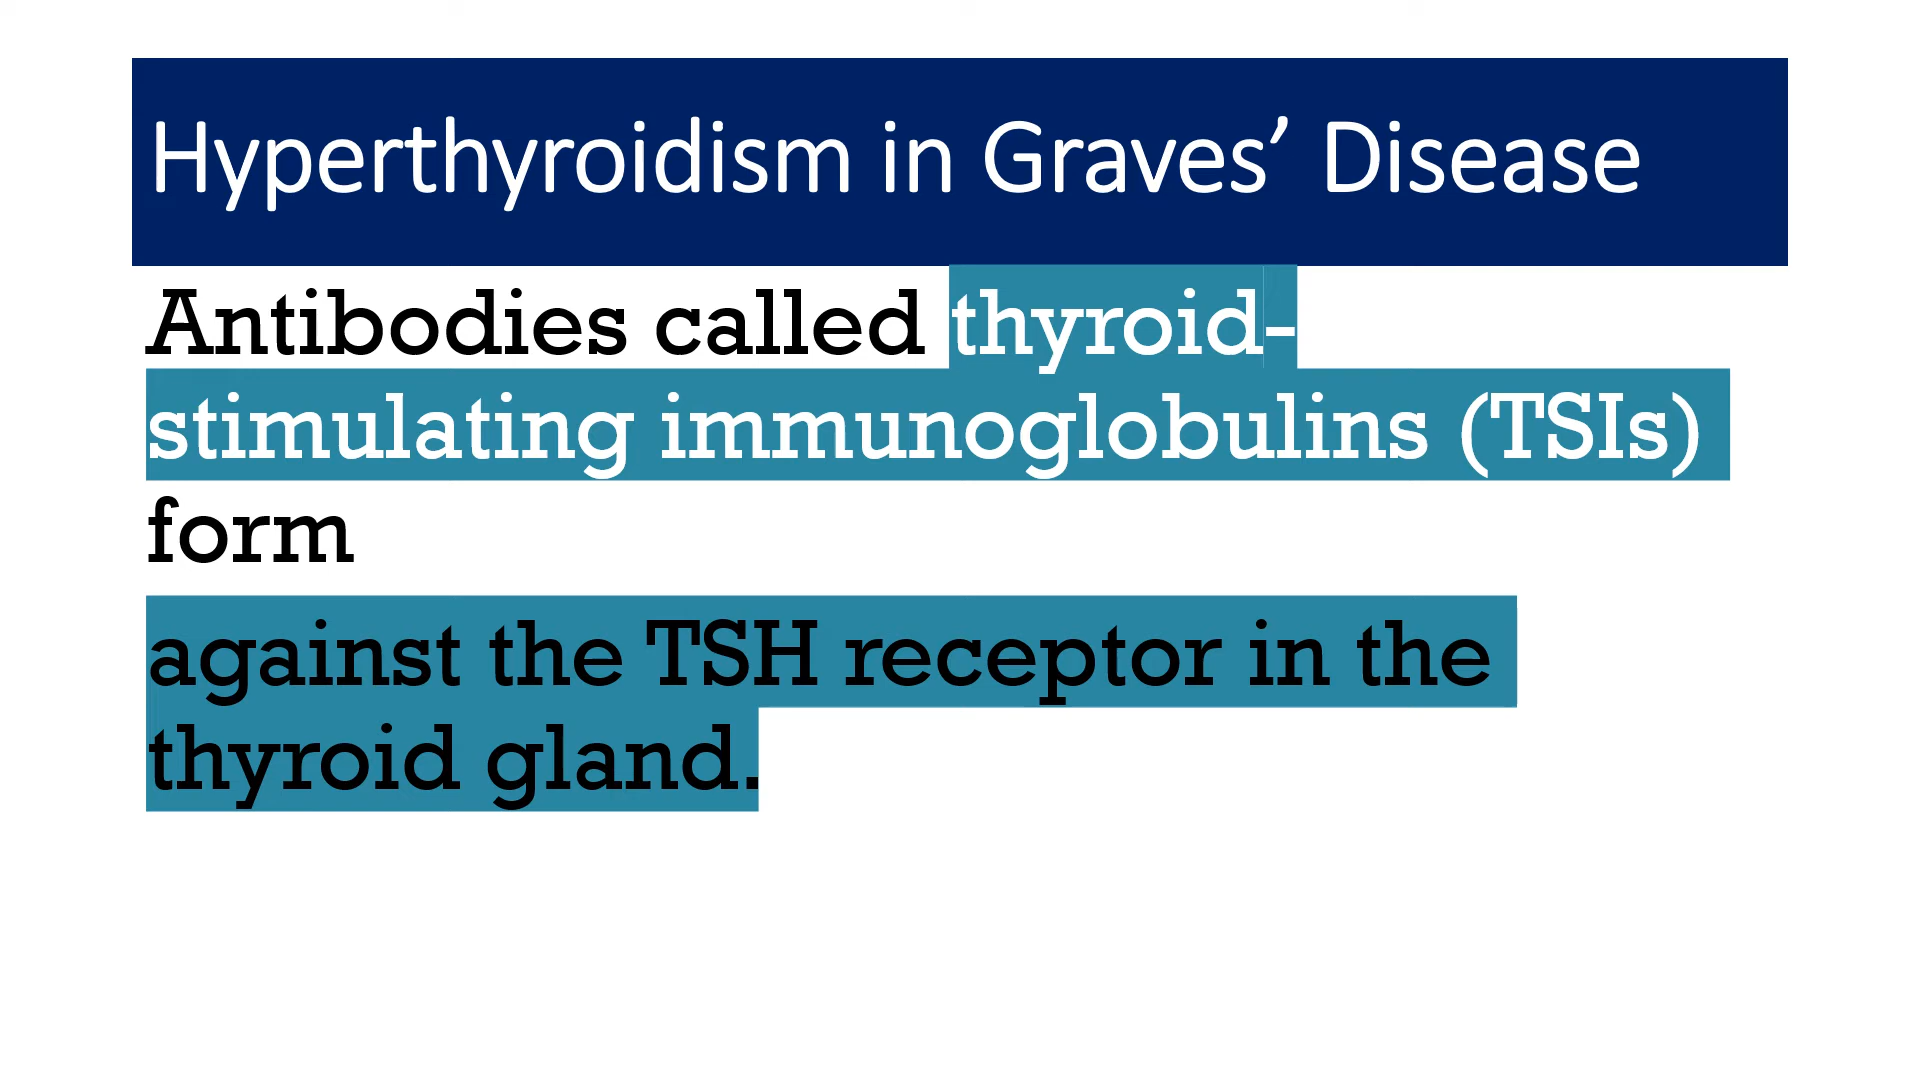 Hyperthyroidism in Graves’ Disease
Antibodies called thyroid-
stimulating immunoglobulins (TSIs)
form
against the TSH receptor in the
thyroid gland.